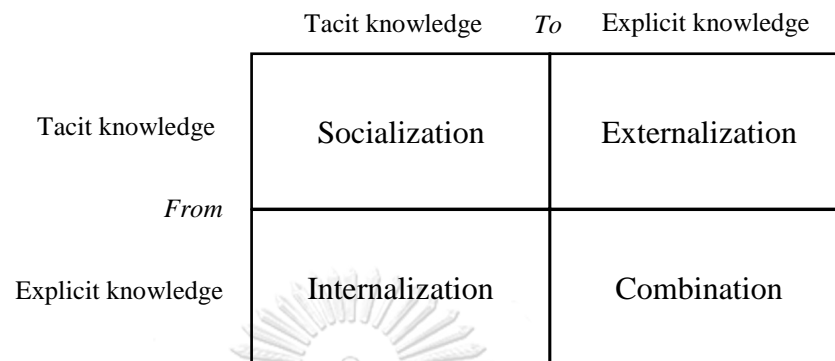 Tacit knowledge To Explicit knowledge
Tacit knowledge Socialization Externalization
From
Explicit knowledge Internalization Combination